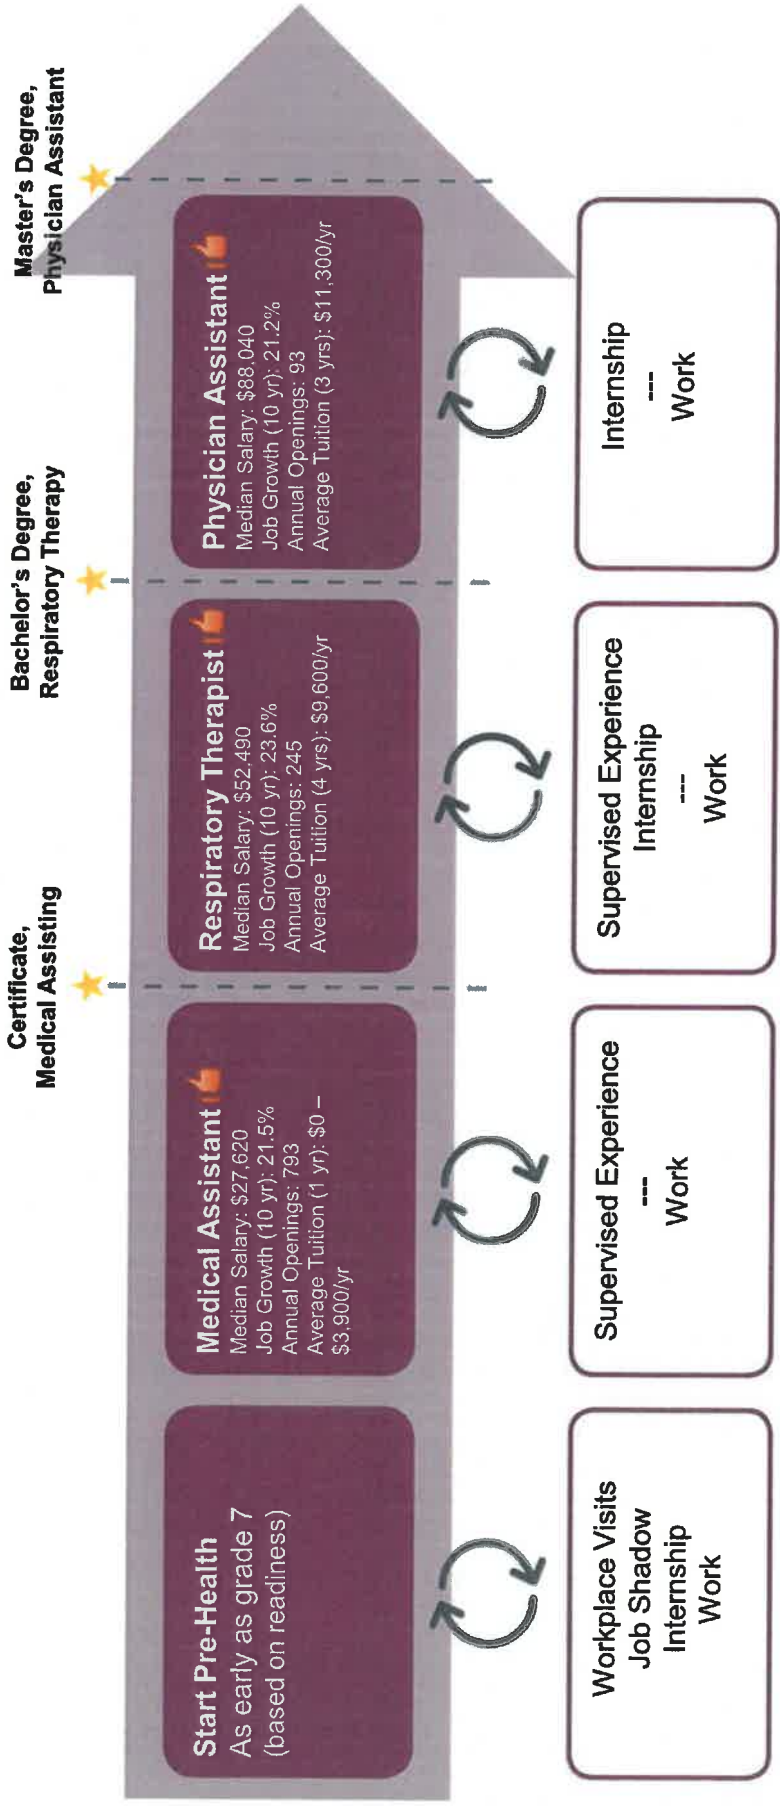 Certificate,
Medical Assisting
Bachelor's Degree,
Respiratory Therapy
Master's Degree,
Physician Assistant
Start Pre-Health
As early as grade 7
(based on readiness)
Medical Assistant
Median Salary: $27,620
Job Growth (10 yr): 21.5%
Annual Openings: 793
Average Tuition (1 yr): $0 –
$3,900/yr
Respiratory Therapist
Median Salary: $52,490
Job Growth (10 yr): 23.6%
Annual Openings: 245
Average Tuition (4 yrs): $9,600/yr
Physician Assistant
Median Salary: $88,040
Job Growth (10 yr): 21.2%
Annual Openings: 93
Average Tuition (3 yrs): $11,300/yr
Workplace Visits
Job Shadow
Internship
Work
Supervised Experience
---
Work
Supervised Experience
Internship
---
Work
Internship
---
Work